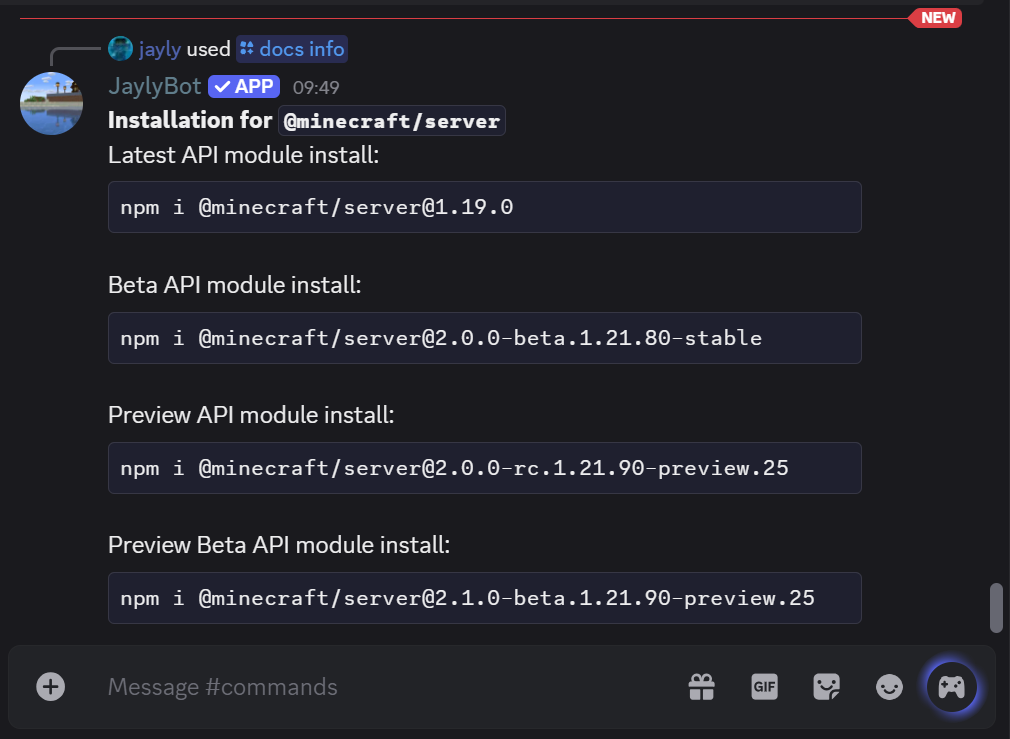 NEW
jayly used docs info
JaylyBot APP 09:49
Installation for @minecraft/server
Latest API module install:
npm i @minecraft/server@1.19.0
Beta API module install:
npm i @minecraft/server@2.0.0-beta.1.21.80-stable
Preview API module install:
npm i @minecraft/server@2.0.0-rc.1.21.90-preview.25
Preview Beta API module install:
npm i @minecraft/server@2.1.0-beta.1.21.90-preview.25
Message #commands
GIF